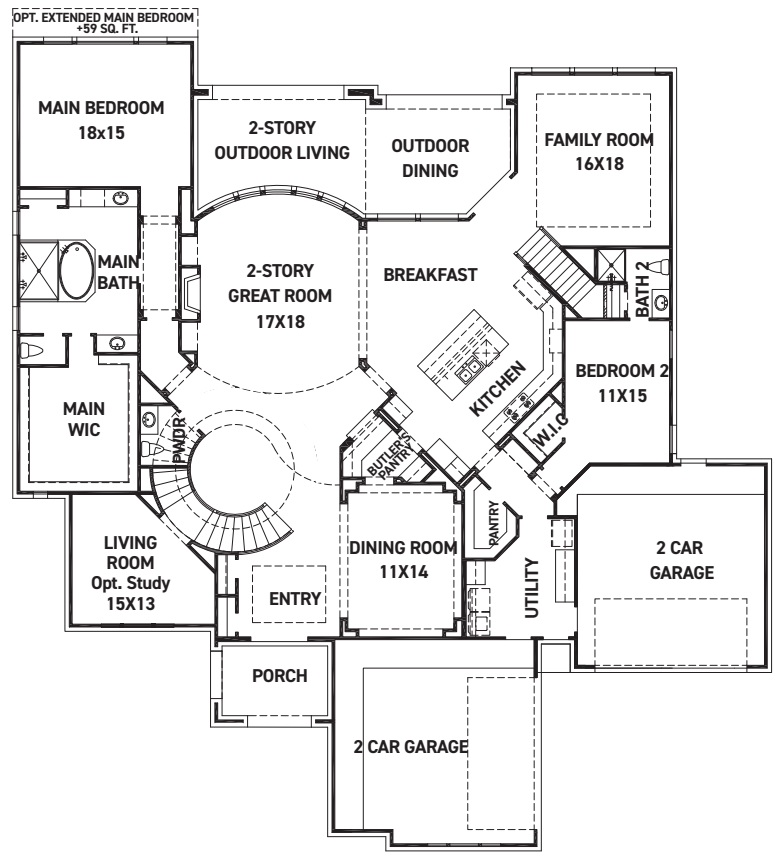 OPT. EXTENDED MAIN BEDROOM
+59 SQ. FT.
MAIN BEDROOM
18x15
2-STORY
OUTDOOR LIVING
OUTDOOR
DINING
FAMILY ROOM
16X18
MAIN
BATH
2-STORY
GREAT ROOM
17X18
BREAKFAST
BATH 2
KITCHEN
BEDROOM 2
11X15
MAIN
WIC
PWDR
W.I.C
BUTLER'S
PANTRY
PANTRY
LIVING
ROOM
Opt. Study
15X13
DINING ROOM
11X14
2 CAR
GARAGE
UTILITY
ENTRY
PORCH
2 CAR GARAGE